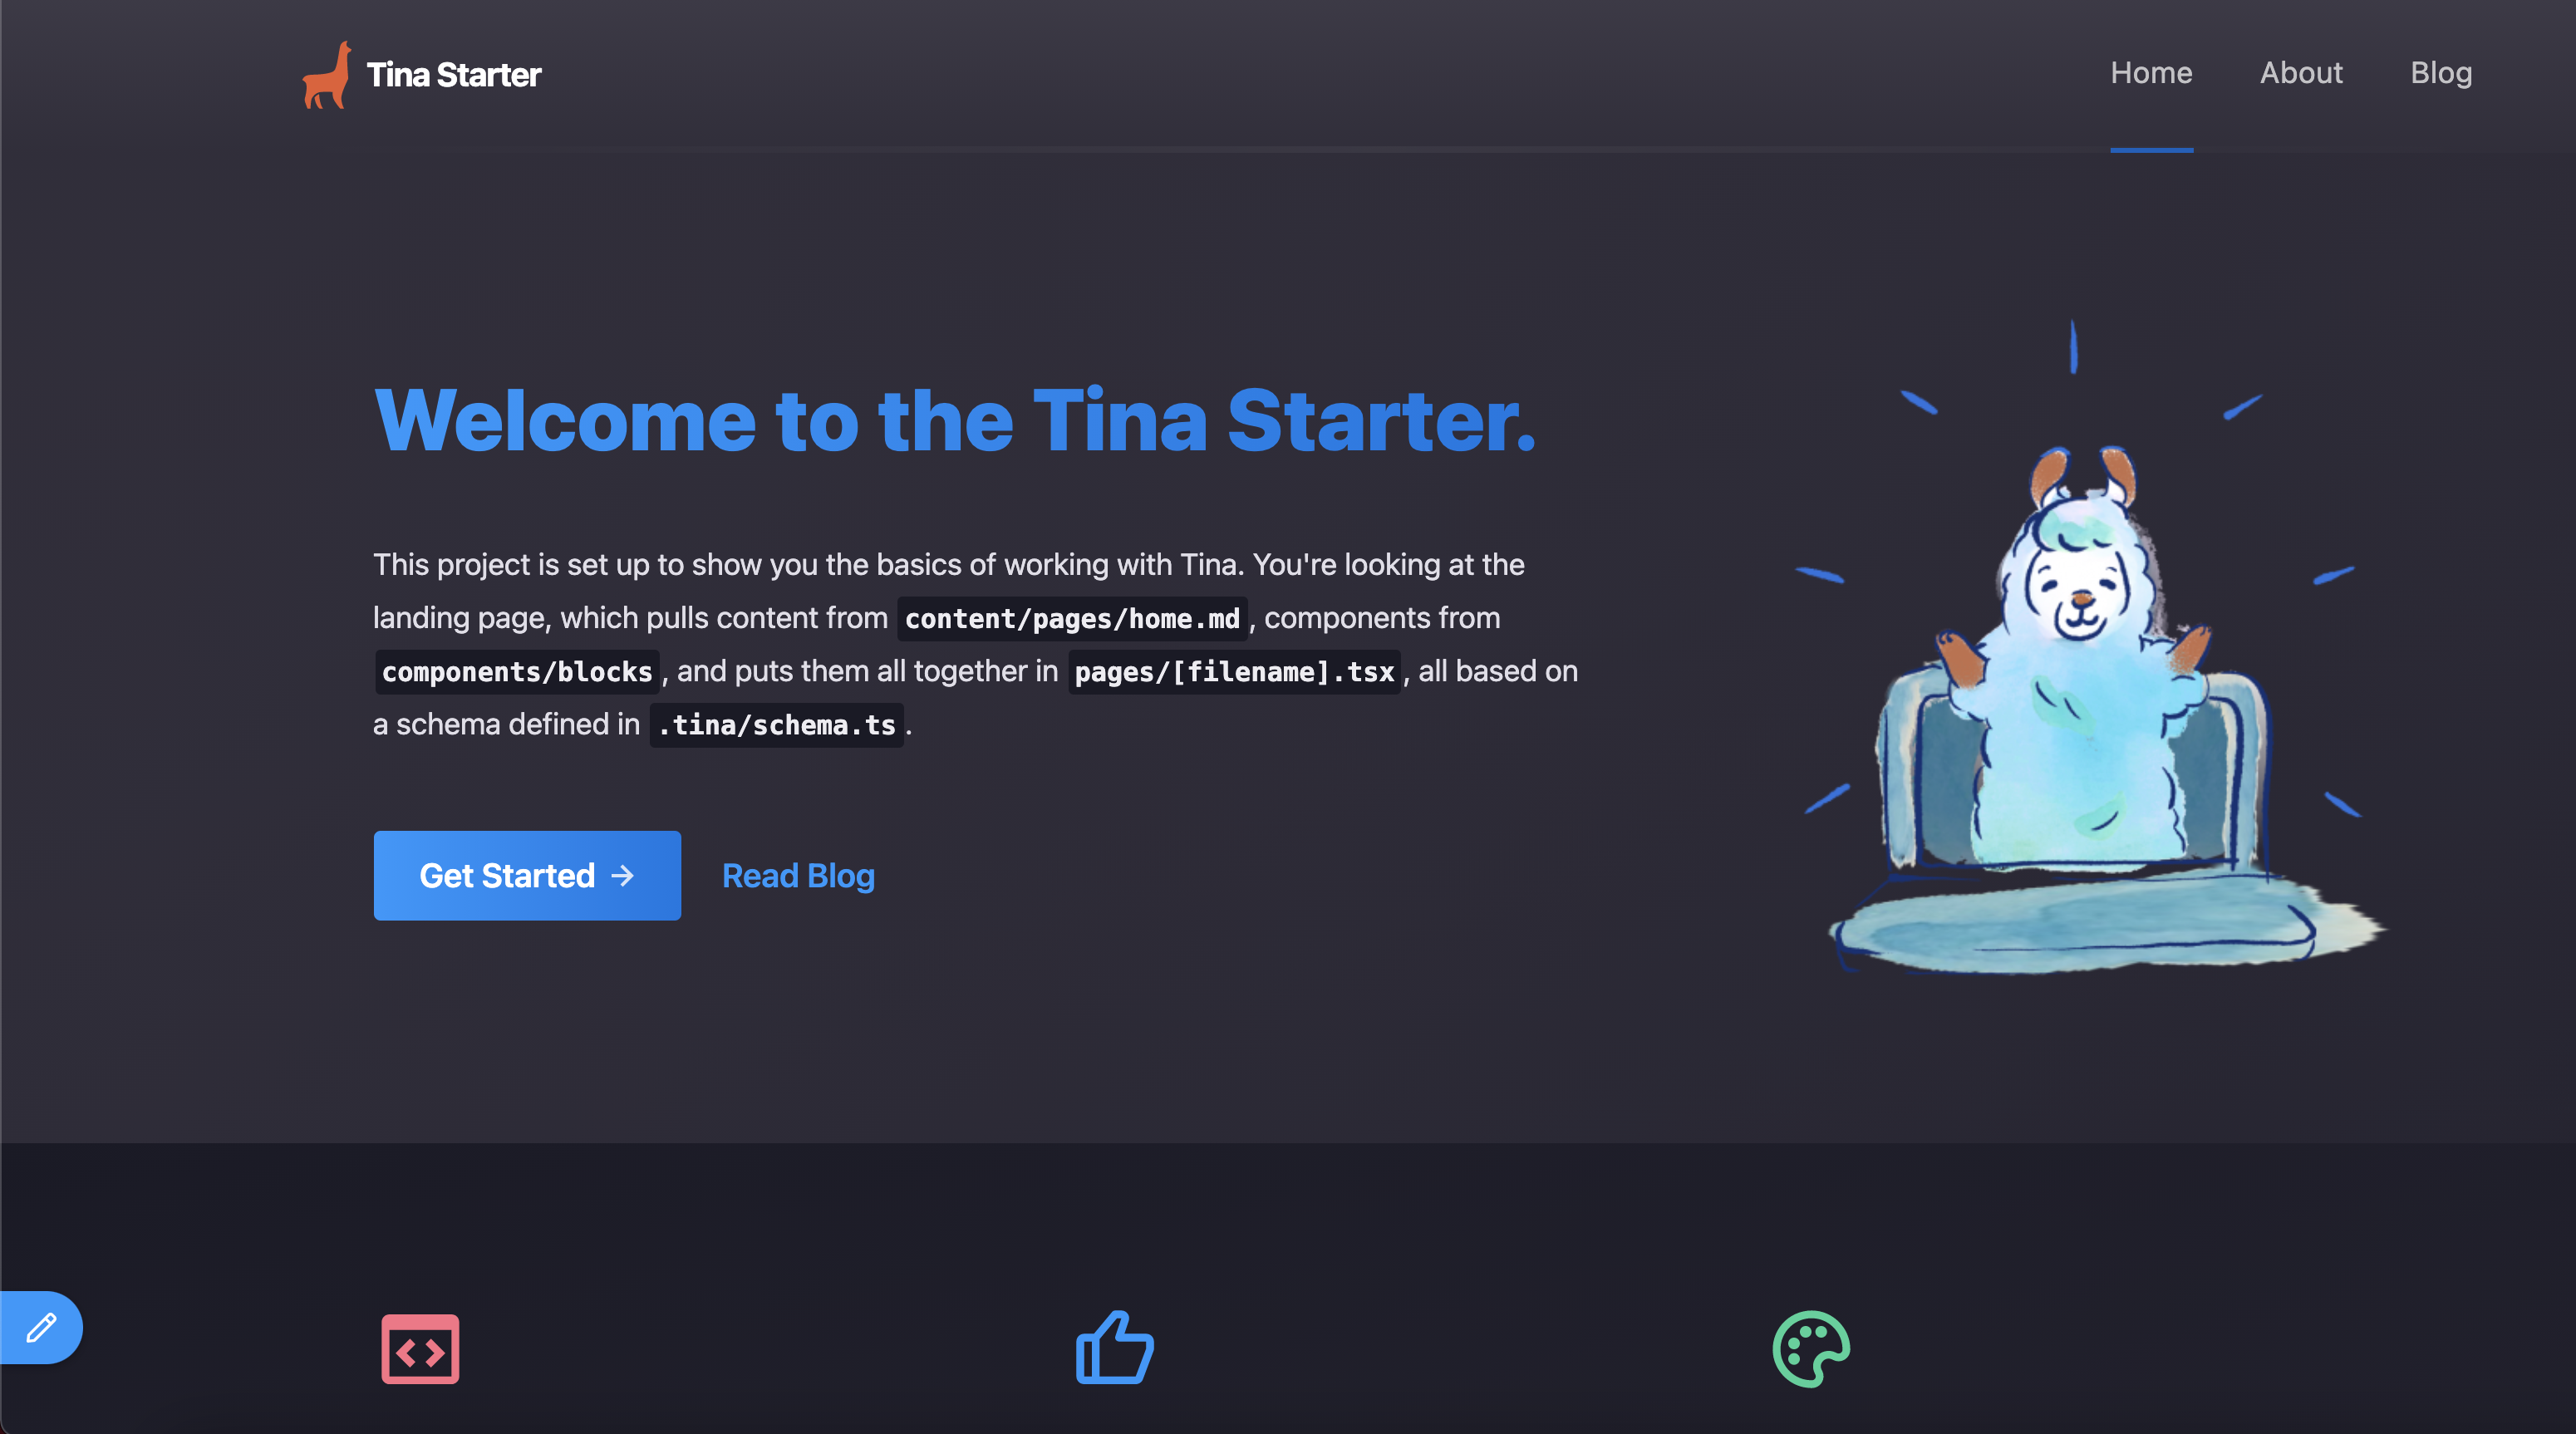 Tina Starter
Home
About
Blog
Welcome to the Tina Starter.
This project is set up to show you the basics of working with Tina. You're looking at the
landing page, which pulls content from content/pages/home.md, components from
components/blocks, and puts them all together in pages/[filename].tsx, all based on
a schema defined in .tina/schema.ts.
Get Started →
Read Blog